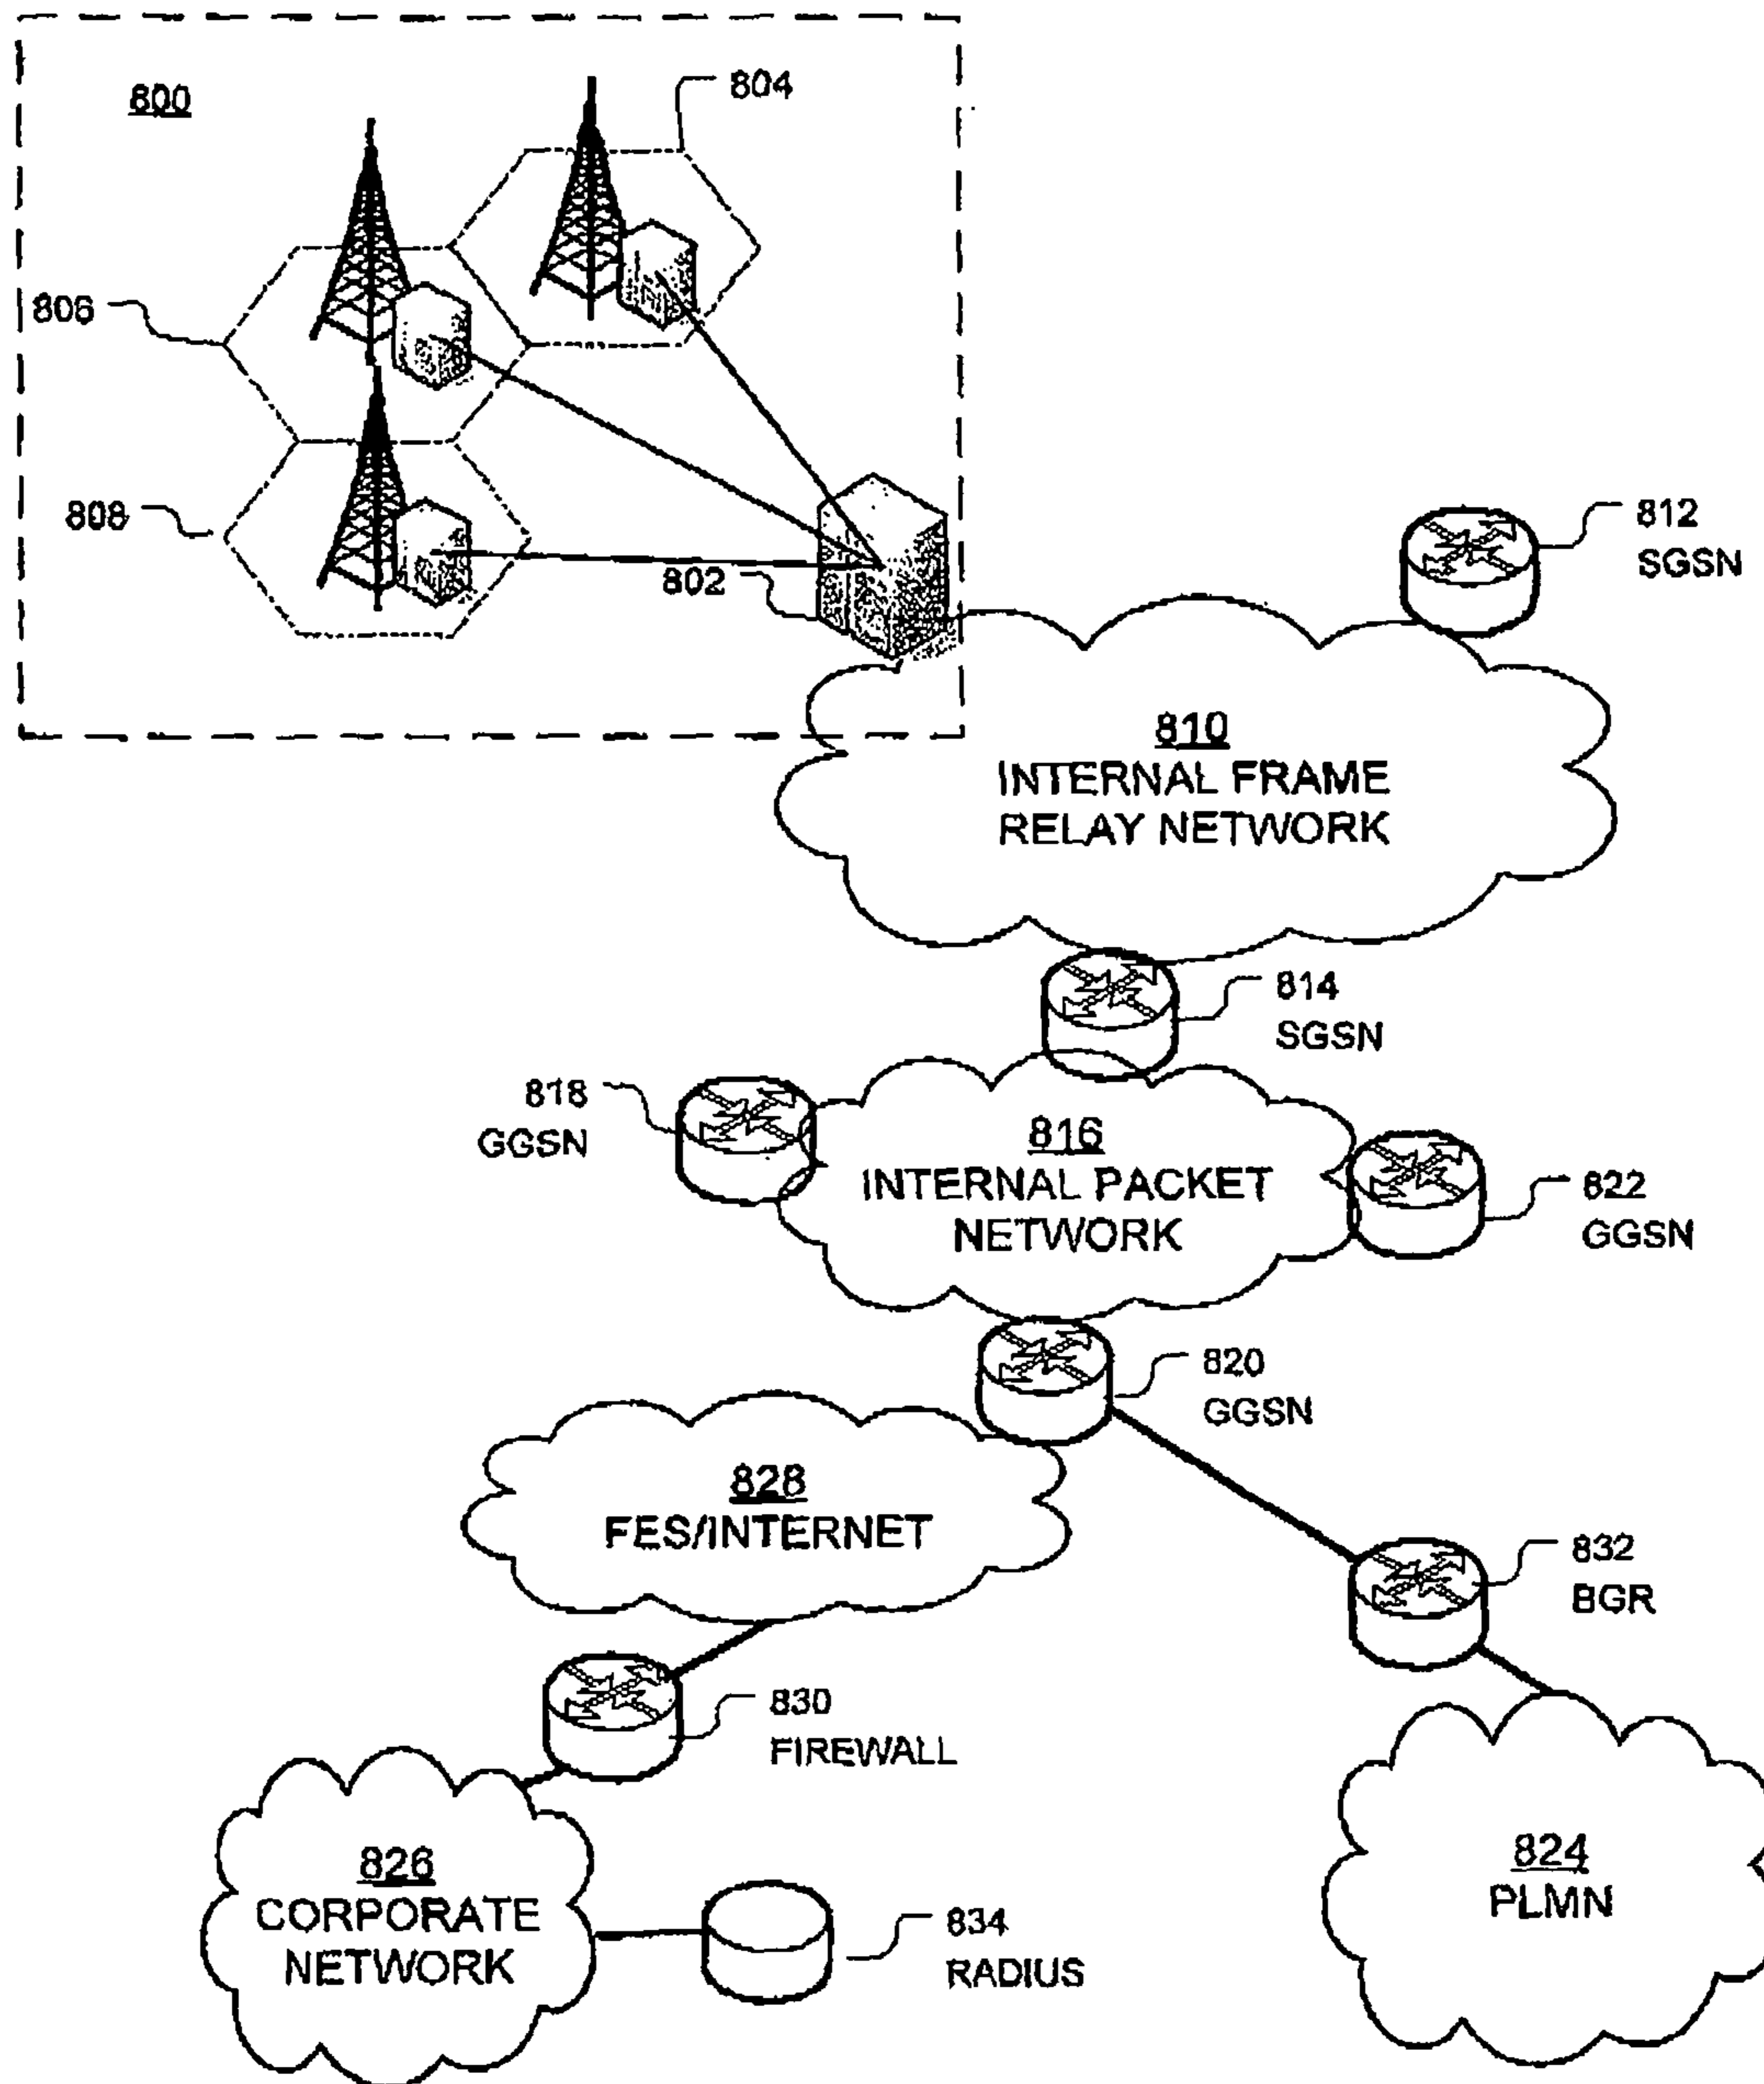 800
804
806
808
802
812
SGSN
810
INTERNAL FRAME
RELAY NETWORK
814
SGSN
818
GGSN
816
INTERNAL PACKET
NETWORK
822
GGSN
820
GGSN
828
FES/INTERNET
832
BGR
830
FIREWALL
826
CORPORATE
NETWORK
834
RADIUS
824
PLMN